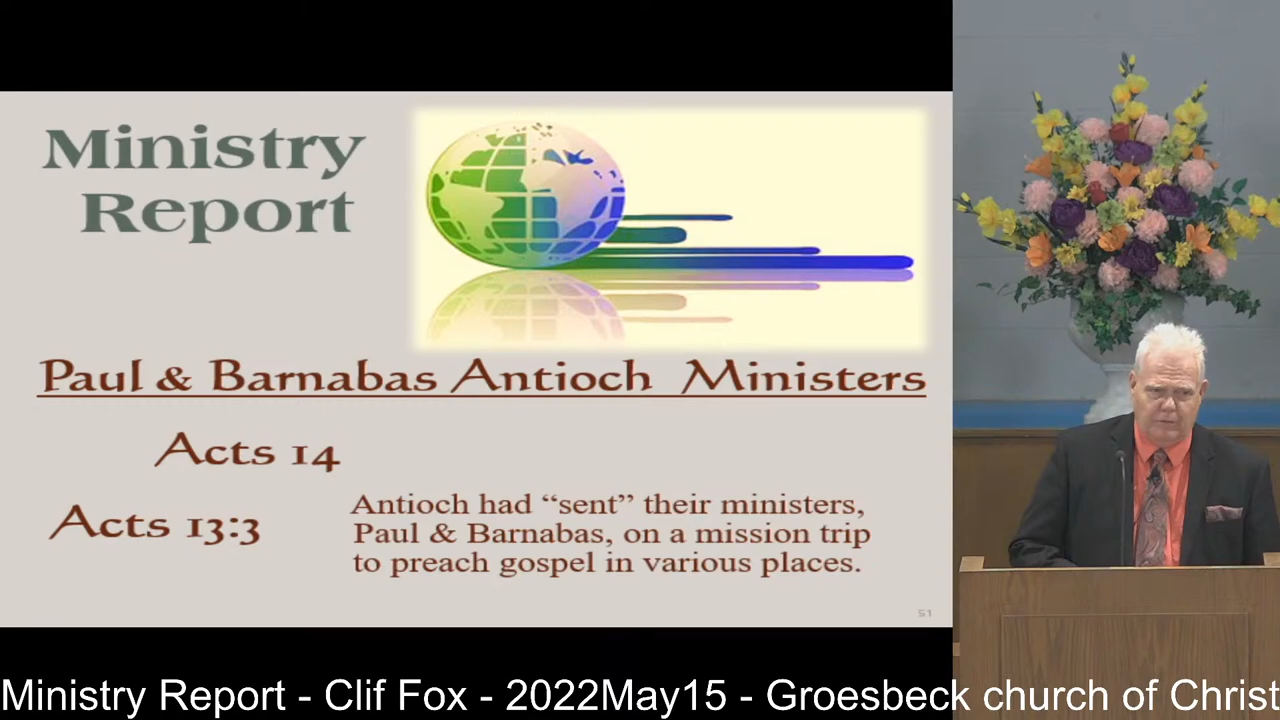 Ministry
Report
Paul & Barnabas Antioch Ministers
Acts 14
Acts 13:3
Antioch had “sent” their ministers,
Paul & Barnabas, on a mission trip
to preach gospel in various places.
51
Ministry Report - Clif Fox - 2022May15 - Groesbeck church of Christ